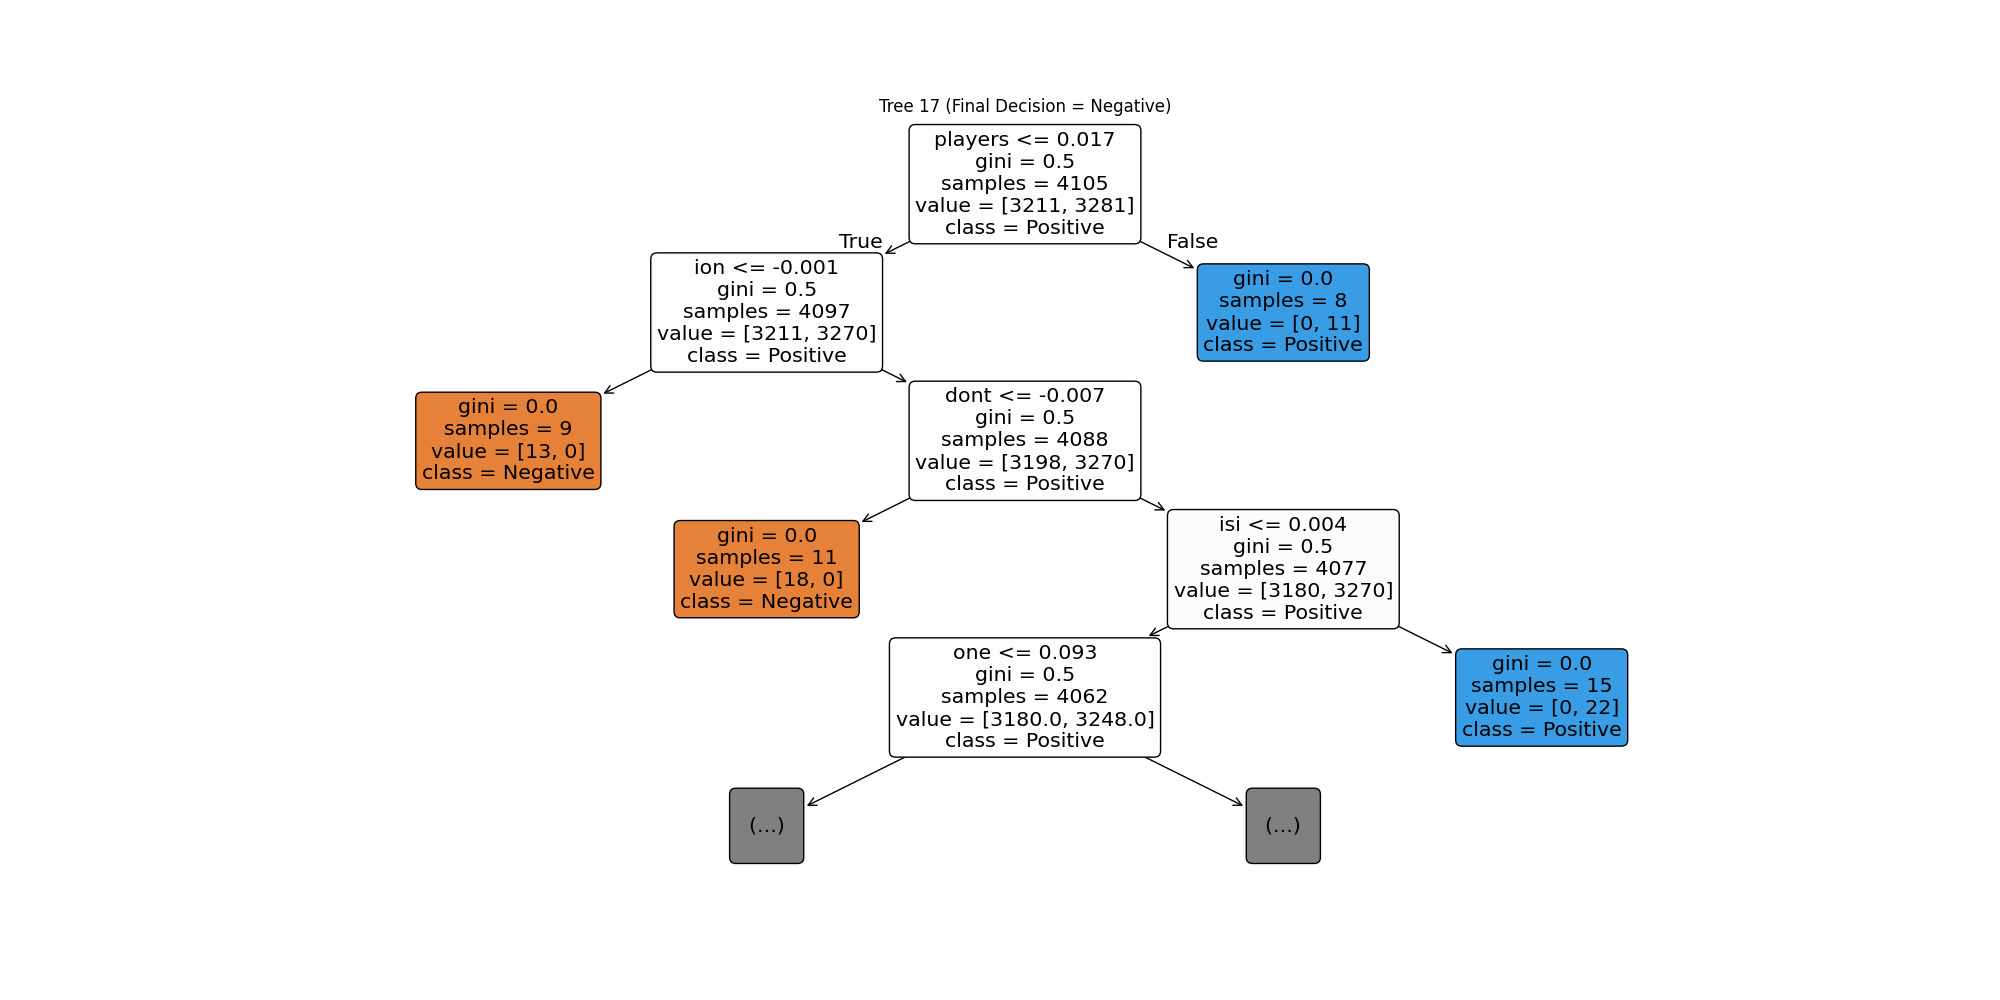 Tree 17 (Final Decision = Negative)
players <= 0.017
gini = 0.5
samples = 4105
value = [3211, 3281]
class = Positive
True
False
ion <= -0.001
gini = 0.5
samples = 4097
value = [3211, 3270]
class = Positive
gini = 0.0
samples = 8
value = [0, 11]
class = Positive
gini = 0.0
samples = 9
value = [13, 0]
class = Negative
dont <= -0.007
gini = 0.5
samples = 4088
value = [3198, 3270]
class = Positive
gini = 0.0
samples = 11
value = [18, 0]
class = Negative
isi <= 0.004
gini = 0.5
samples = 4077
value = [3180, 3270]
class = Positive
one <= 0.093
gini = 0.5
samples = 4062
value = [3180.0, 3248.0]
class = Positive
gini = 0.0
samples = 15
value = [0, 22]
class = Positive
(...)
(...)